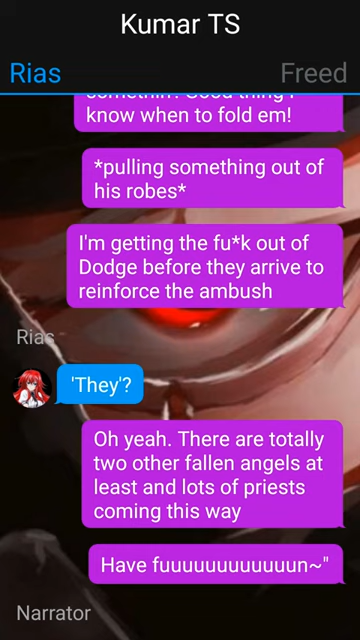 Kumar TS
Rias
Freed
know when to fold em!
*pulling something out of
his robes*
I'm getting the fu*k out of
Dodge before they arrive to
reinforce the ambush
Rias
'They'?
Oh yeah. There are totally
two other fallen angels at
least and lots of priests
coming this way
Have fuuuuuuuuuuuun~"
Narrator